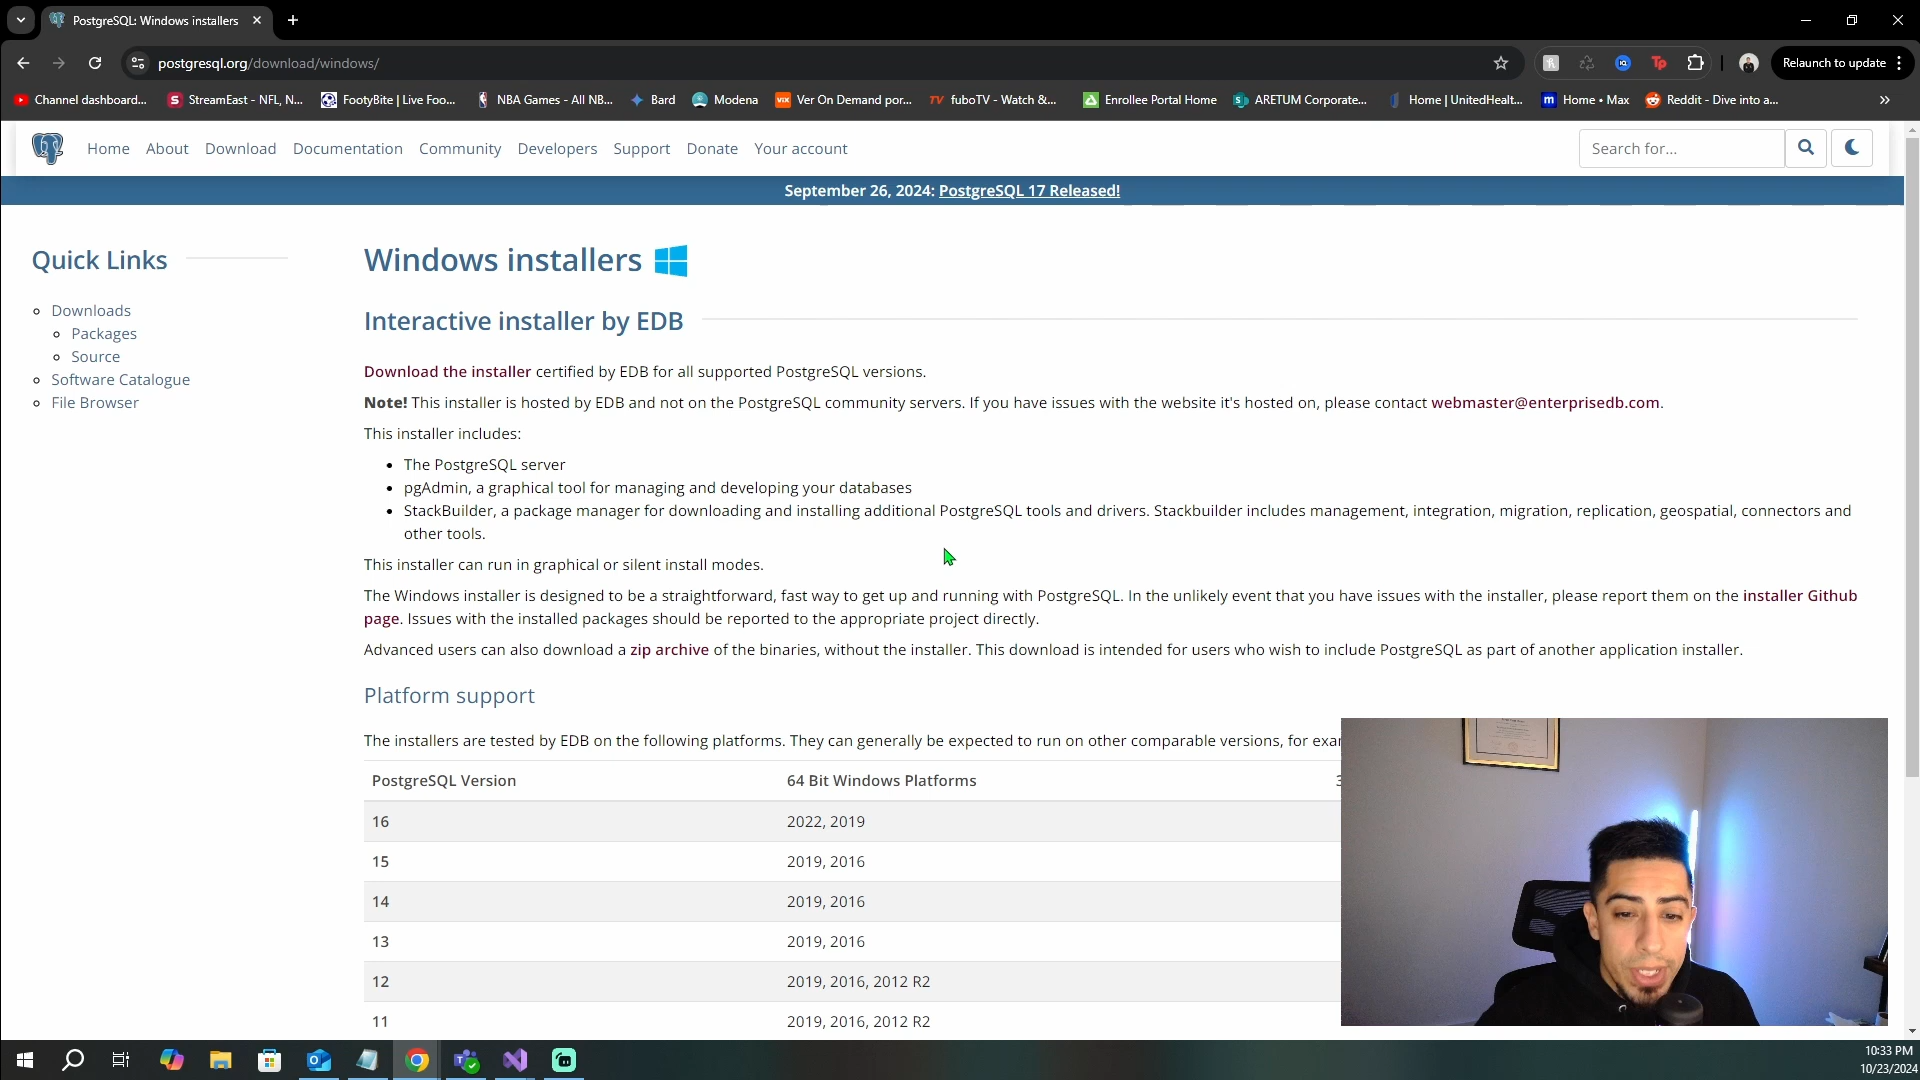 PostgreSQL: Windows installers
postgresql.org/download/windows/
Relaunch to update
Channel dashboard...
StreamEast - NFL, N...
FootyBite | Live Foo...
NBA Games - All NB...
Bard
Modena
Ver On Demand por...
fuboTV - Watch &...
Enrollee Portal Home
ARETUM Corporate...
Home | UnitedHealt...
Home • Max
Reddit - Dive into a...
Home About Download Documentation Community Developers Support Donate Your account
Search for...
September 26, 2024: PostgreSQL 17 Released!
Quick Links
Downloads
Packages
Source
Software Catalogue
File Browser
Windows installers
Interactive installer by EDB
Download the installer certified by EDB for all supported PostgreSQL versions.
Note! This installer is hosted by EDB and not on the PostgreSQL community servers. If you have issues with the website it's hosted on, please contact webmaster@enterprisedb.com.
This installer includes:
The PostgreSQL server
pgAdmin, a graphical tool for managing and developing your databases
StackBuilder, a package manager for downloading and installing additional PostgreSQL tools and drivers. Stackbuilder includes management, integration, migration, replication, geospatial, connectors and
other tools.
This installer can run in graphical or silent install modes.
The Windows installer is designed to be a straightforward, fast way to get up and running with PostgreSQL. In the unlikely event that you have issues with the installer, please report them on the installer Github
page. Issues with the installed packages should be reported to the appropriate project directly.
Advanced users can also download a zip archive of the binaries, without the installer. This download is intended for users who wish to include PostgreSQL as part of another application installer.
Platform support
The installers are tested by EDB on the following platforms. They can generally be expected to run on other comparable versions, for exa
PostgreSQL Version 64 Bit Windows Platforms
16 2022, 2019
15 2019, 2016
14 2019, 2016
13 2019, 2016
12 2019, 2016, 2012 R2
11 2019, 2016, 2012 R2
10:33 PM
10/23/2024